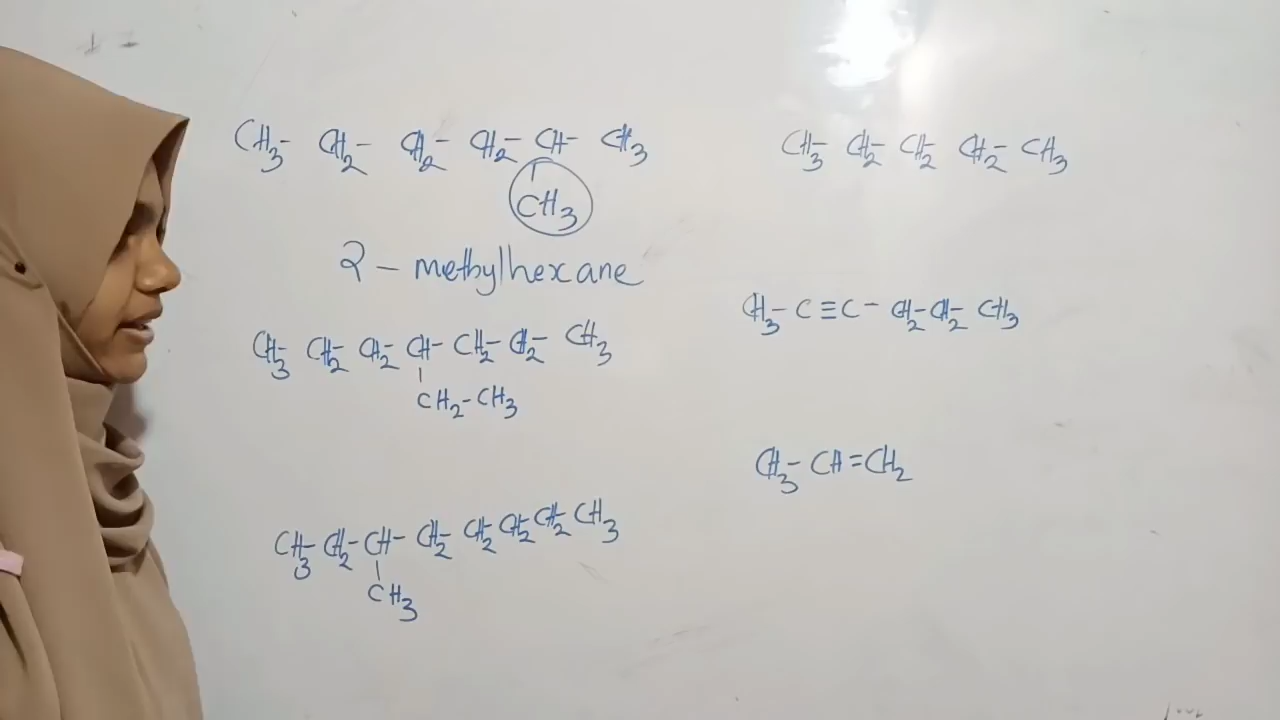 CH₃- CH₂- CH₂- CH₂- CH- CH₃
CH₃
2 - methylhexane
CH₃- CH₂- CH₂- CH- CH₂- CH₂- CH₃
CH₂-CH₃
CH₃- CH₂- CH- CH₂- CH₂- CH₂- CH₂- CH₃
CH₃
CH₃- CH₂- CH₂- CH₂- CH₃
CH₃- C≡C- CH₂- CH₂- CH₃
CH₃- CH=CH₂